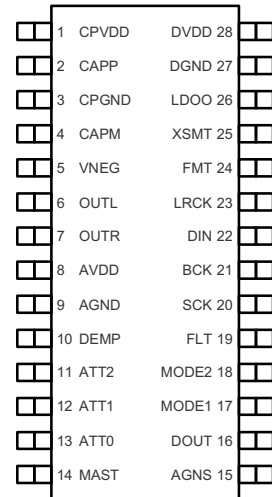 1 CPVDD DVDD 28
2 CAPP DGND 27
3 CPGND LDOO 26
4 CAPM XSMT 25
5 VNEG FMT 24
6 OUTL LRCK 23
7 OUTR DIN 22
8 AVDD BCK 21
9 AGND SCK 20
10 DEMP FLT 19
11 ATT2 MODE2 18
12 ATT1 MODE1 17
13 ATT0 DOUT 16
14 MAST AGNS 15